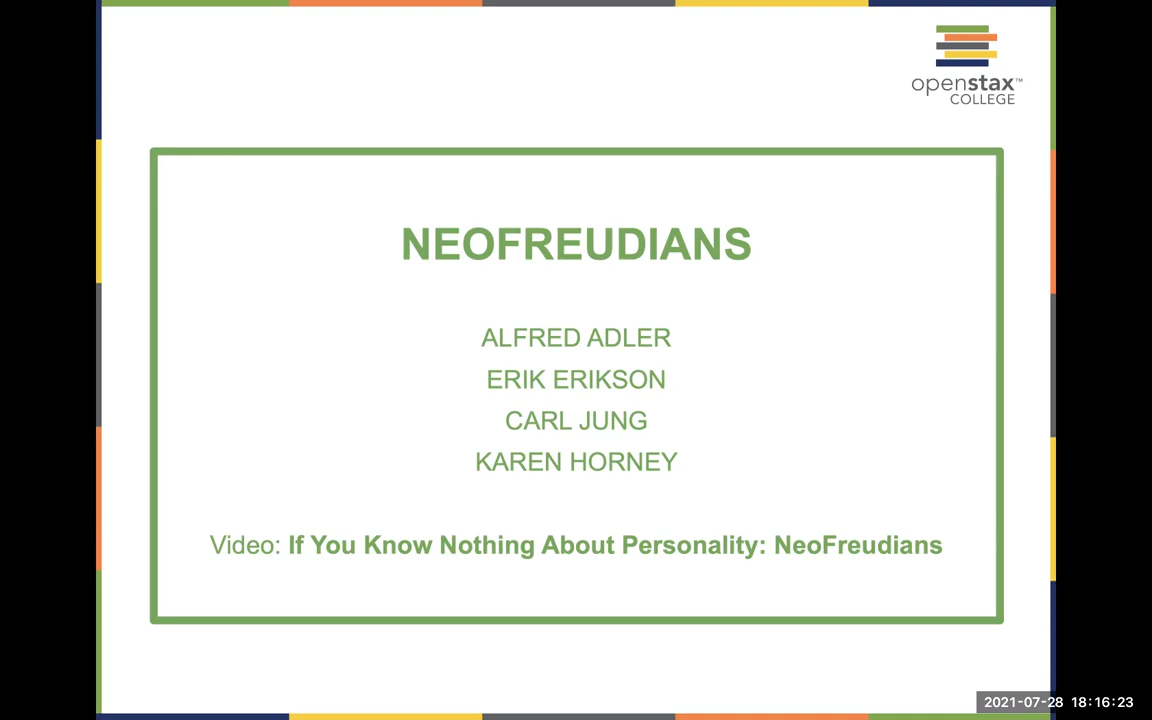 openstax™
COLLEGE
NEOFREUDIANS
ALFRED ADLER
ERIK ERIKSON
CARL JUNG
KAREN HORNEY
Video: If You Know Nothing About Personality: NeoFreudians
2021-07-28 18:16:23